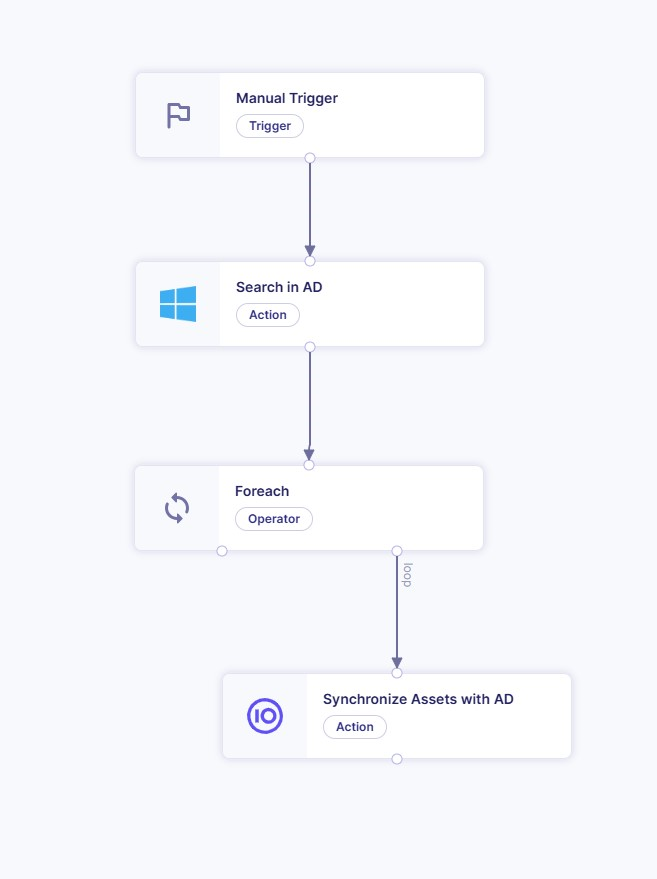 Manual Trigger
Trigger
Search in AD
Action
Foreach
Operator
loop
Synchronize Assets with AD
Action